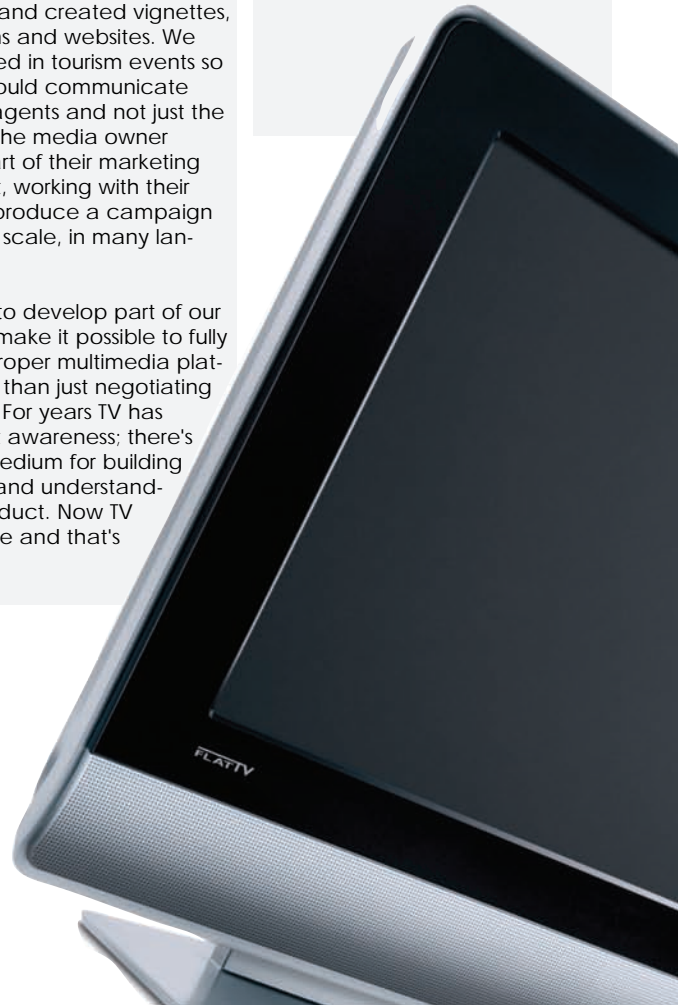 and created vignettes,
ns and websites. We
ed in tourism events so
ould communicate
agents and not just the
he media owner
rt of their marketing
t, working with their
produce a campaign
scale, in many lan-
to develop part of our
make it possible to fully
roper multimedia plat-
than just negotiating
For years TV has
awareness; there's
edium for building
and understand-
duct. Now TV
e and that's
FLATTV